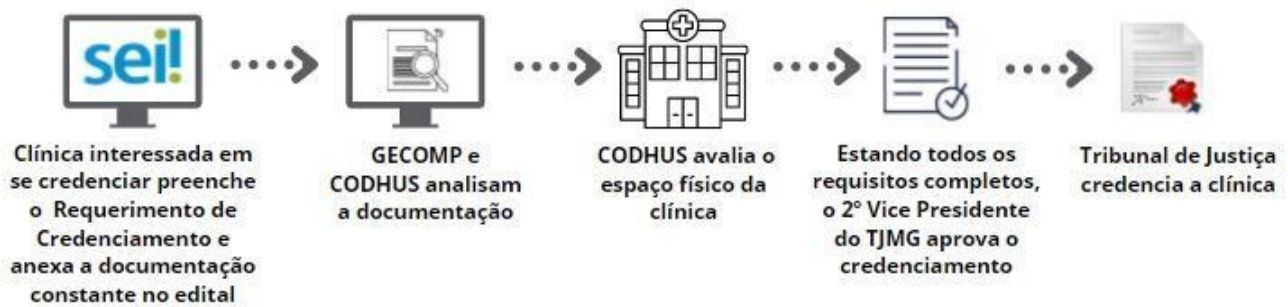 sei!
Clínica interessada em
se credenciar preenche
o Requerimento de
Credenciamento e
anexa a documentação
constante no edital
GECOMP e
CODHUS analisam
a documentação
CODHUS avalia o
espaço físico da
clínica
Estando todos os
requisitos completos,
o 2º Vice Presidente
do TJMG aprova o
credenciamento
Tribunal de Justiça
credencia a clínica